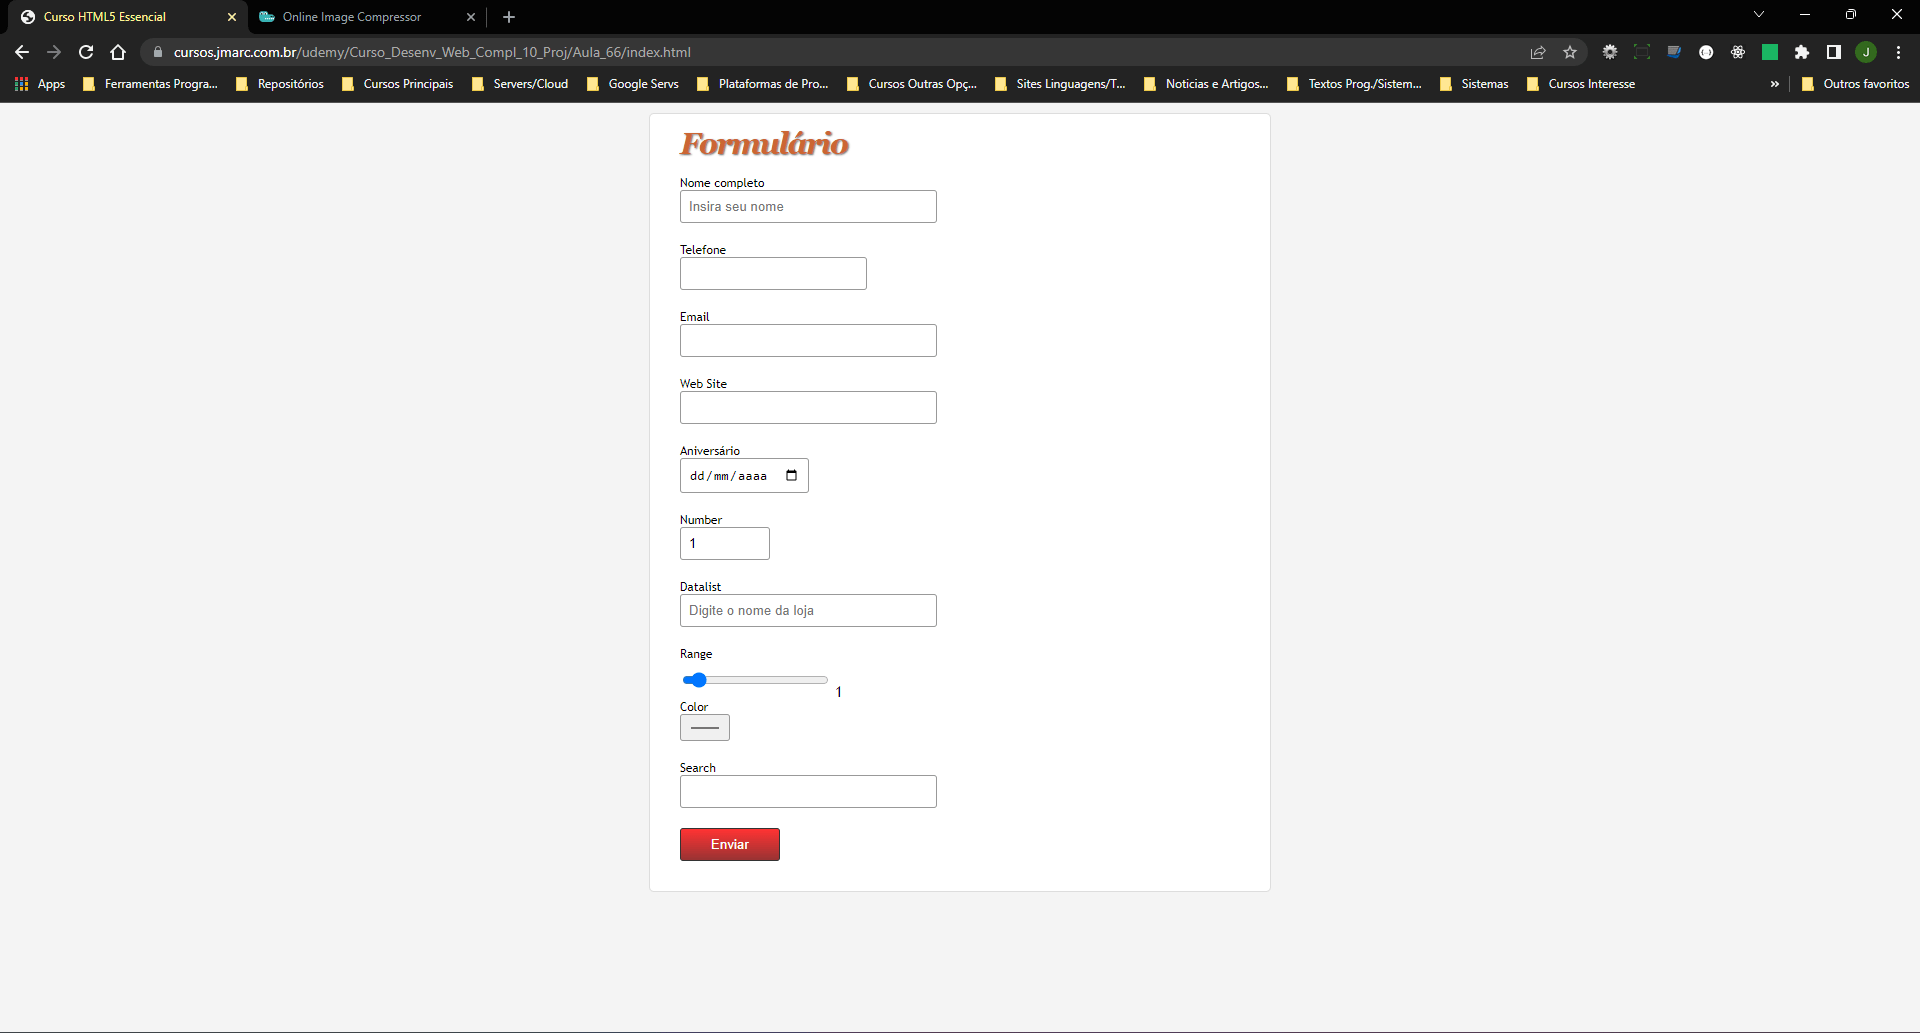 Curso HTML5 Essencial
Online Image Compressor
cursos.jmarc.com.br/udemy/Curso_Desenv_Web_Compl_10_Proj/Aula_66/index.html
J
Apps
Ferramentas Progra...
Repositórios
Cursos Principais
Servers/Cloud
Google Servs
Plataformas de Pro...
Cursos Outras Opç...
Sites Linguagens/T...
Noticias e Artigos...
Textos Prog./Sistem...
Sistemas
Cursos Interesse
»
Outros favoritos
Formulário
Nome completo
Insira seu nome
Telefone
Email
Web Site
Aniversário
dd/mm/aaaa
Number
1
Datalist
Digite o nome da loja
Range
1
Color
Search
Enviar